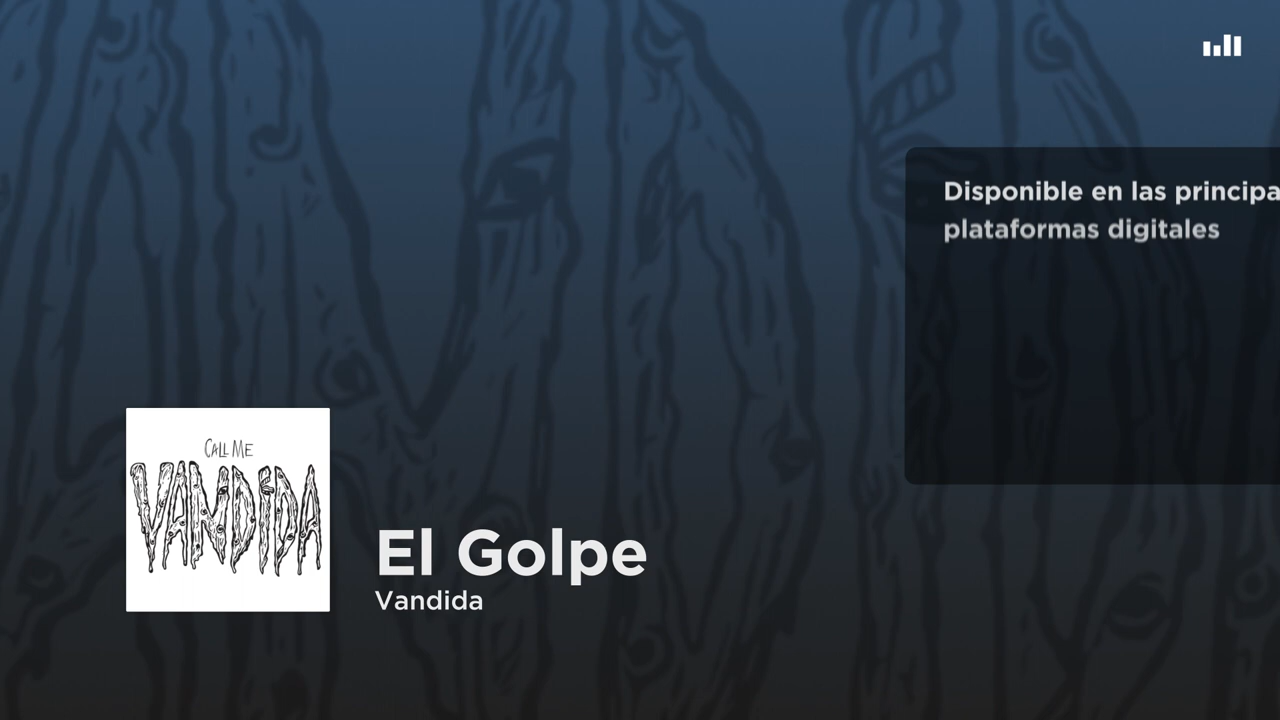 Disponible en las principa
plataformas digitales
CALL ME
VANDIDA
El Golpe
Vandida